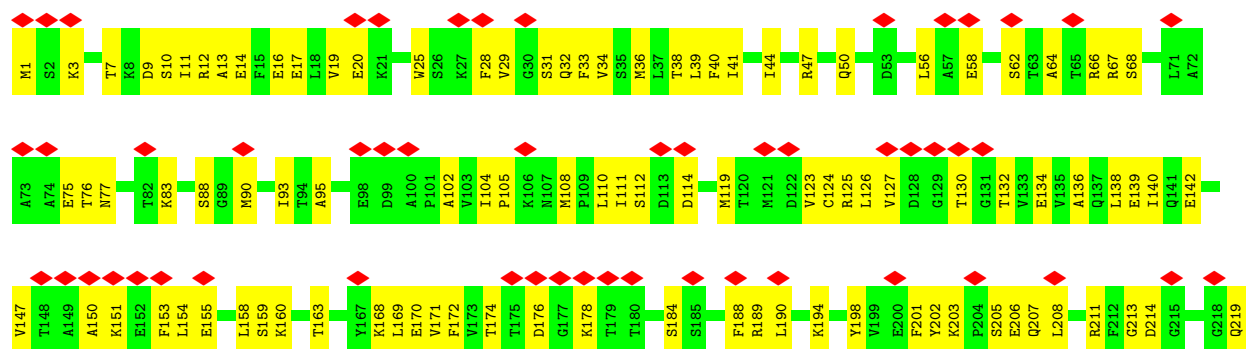 M1 S2 K3 T7 K8 D9 S10 I11 R12 A13 E14 F15 E16 E17 L18 V19 E20 K21 W25 S26 K27 F28 V29 G30 S31 Q32 F33 V34 S35 M36 L37 T38 L39 F40 I41 I44 R47 Q50 D53 L56 A57 E58 S62 T63 A64 T65 R66 R67 S68 L71 A72
A73 A74 E75 T76 N77 T82 K83 S88 G89 M90 I93 T94 A95 E98 D99 A100 P101 A102 V103 I104 P105 K106 N107 M108 P109 L110 I111 S112 D113 D114 M119 T120 M121 D122 V123 C124 R125 L126 V127 D128 G129 T130 G131 T132 V133 E134 V135 A136 Q137 L138 E139 I140 Q141 E142
V147 T148 A149 A150 K151 E152 F153 L154 E155 L158 S159 K160 T163 Y167 K168 L169 E170 V171 F172 V173 T174 T175 D176 G177 K178 T179 T180 S184 S185 F188 R189 L190 K194 Y198 V199 E200 F201 Y202 K203 P204 S205 E206 Q207 L208 R211 F212 G213 D214 G215 G218 Q219